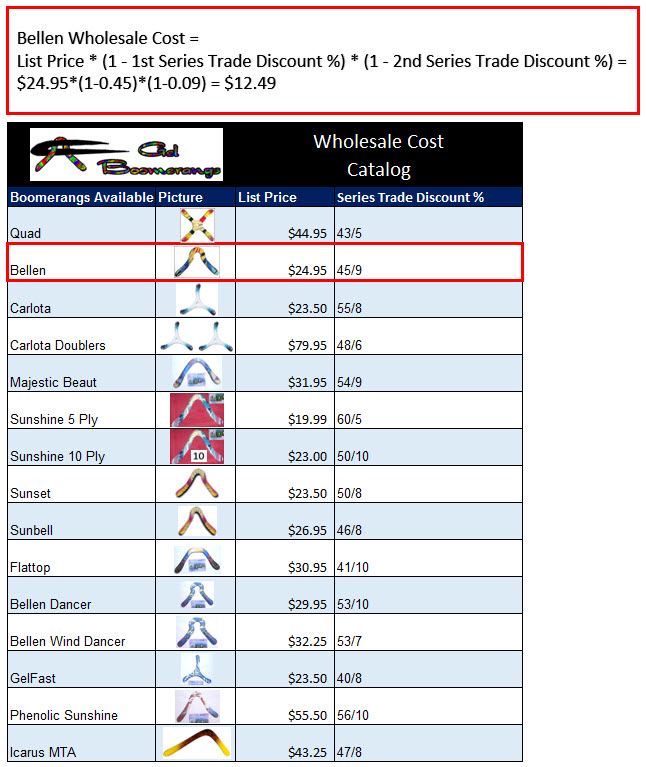 Bellen Wholesale Cost =
List Price * (1 - 1st Series Trade Discount %) * (1 - 2nd Series Trade Discount %) =
$24.95*(1-0.45)*(1-0.09) = $12.49
Gel
Boomerangs
Wholesale Cost
Catalog
Boomerangs Available Picture List Price Series Trade Discount %
Quad $44.95 43/5
Bellen $24.95 45/9
Carlota $23.50 55/8
Carlota Doublers $79.95 48/6
Majestic Beaut $31.95 54/9
Sunshine 5 Ply $19.99 60/5
Sunshine 10 Ply 10 $23.00 50/10
Sunset $23.50 50/8
Sunbell $26.95 46/8
Flattop $30.95 41/10
Bellen Dancer $29.95 53/10
Bellen Wind Dancer $32.25 53/7
GelFast $23.50 40/8
Phenolic Sunshine $55.50 56/10
Icarus MTA $43.25 47/8